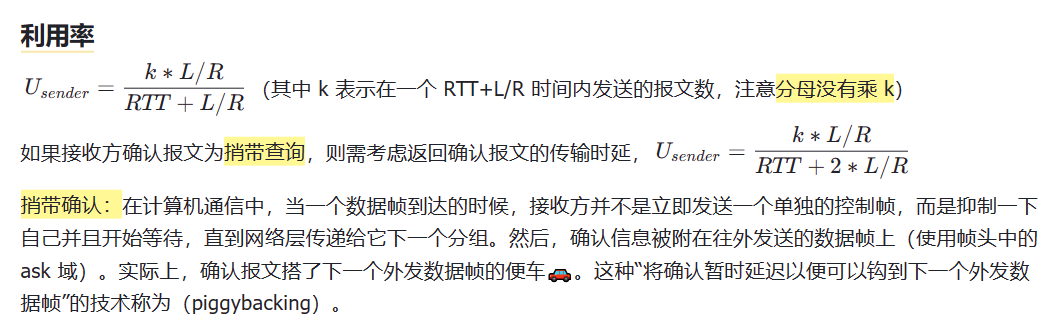 利用率
U_sender = k * L/R / RTT + L/R (其中 k 表示在一个 RTT+L/R 时间内发送的报文数，注意分母没有乘 k)
如果接收方确认报文为捎带查询，则需考虑返回确认报文的传输时延， U_sender = k * L/R / RTT + 2 * L/R
捎带确认：在计算机通信中，当一个数据帧到达的时候，接收方并不是立即发送一个单独的控制帧，而是抑制一下
自己并且开始等待，直到网络层传递给它下一个分组。然后，确认信息被附在往外发送的数据帧上（使用帧头中的
ask 域）。实际上，确认报文搭了下一个外发数据帧的便车🚗。这种“将确认暂时延迟以便可以钩到下一个外发数
据帧”的技术称为（piggybacking）。